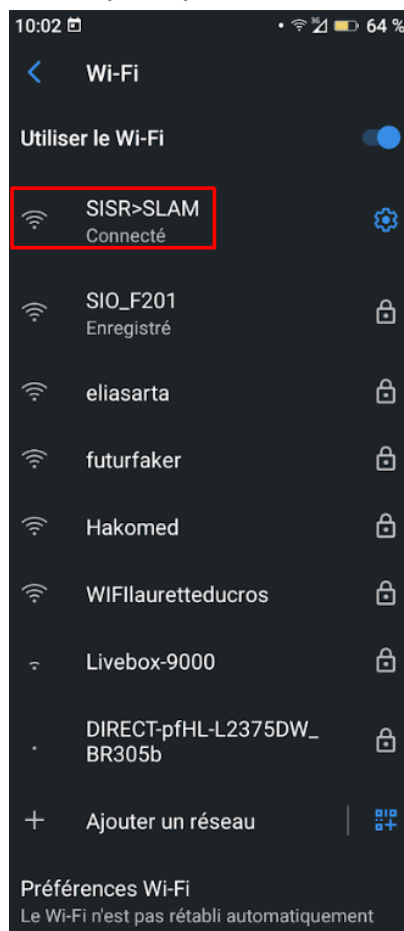 10:02 64 %
Wi-Fi
Utiliser le Wi-Fi
SISR>SLAM
Connecté
SIO_F201
Enregistré
eliasarta
futurfaker
Hakomed
WIFIlauretteducros
Livebox-9000
DIRECT-pfHL-L2375DW_
BR305b
Ajouter un réseau
Préférences Wi-Fi
Le Wi-Fi n'est pas rétabli automatiquement